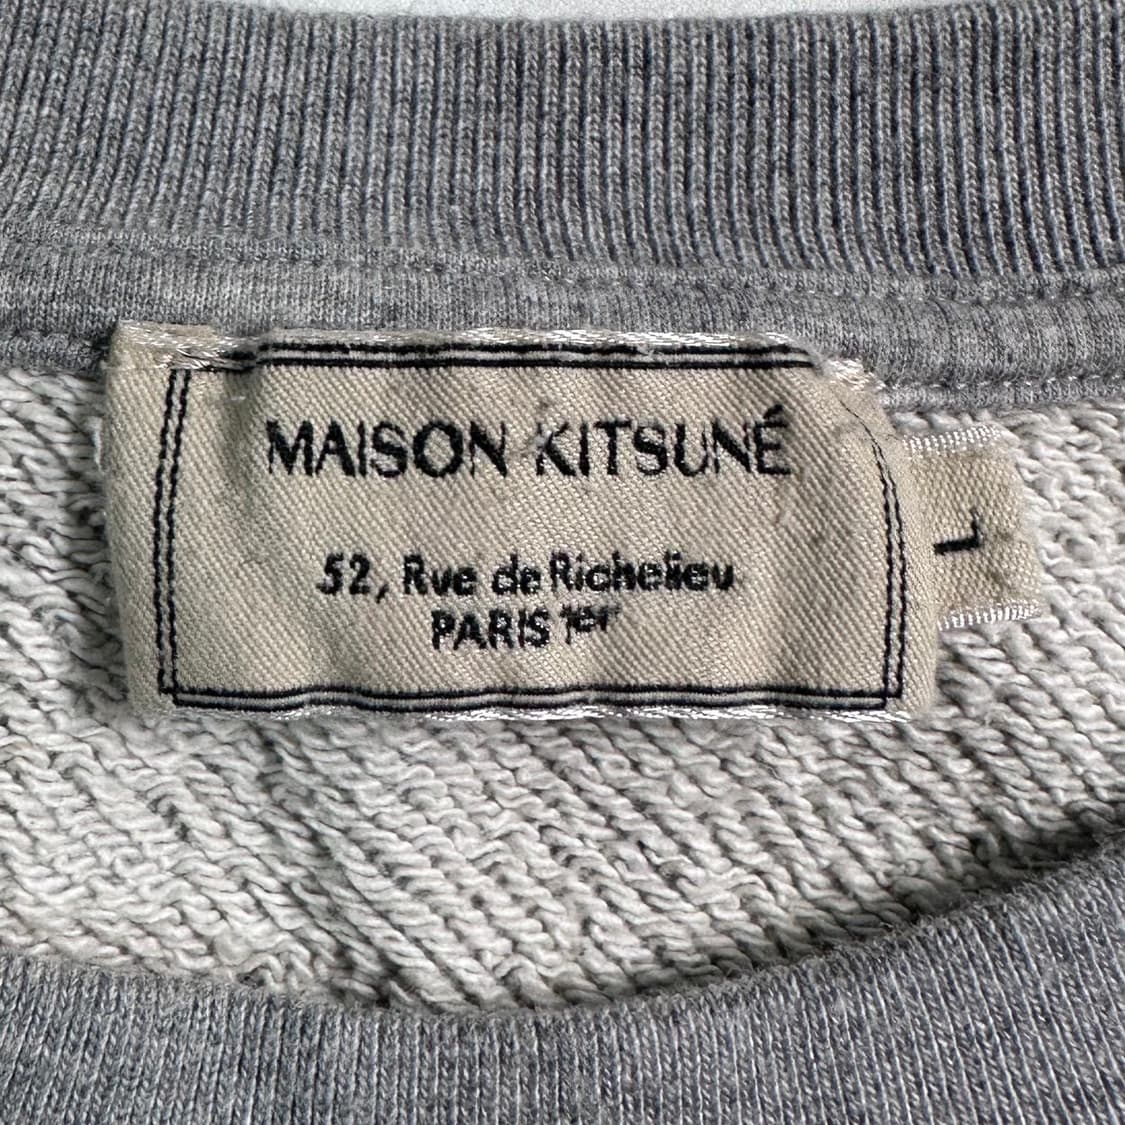 MAISON KITSUNÉ
52, Rue de Richelieu
PARIS 1er
L